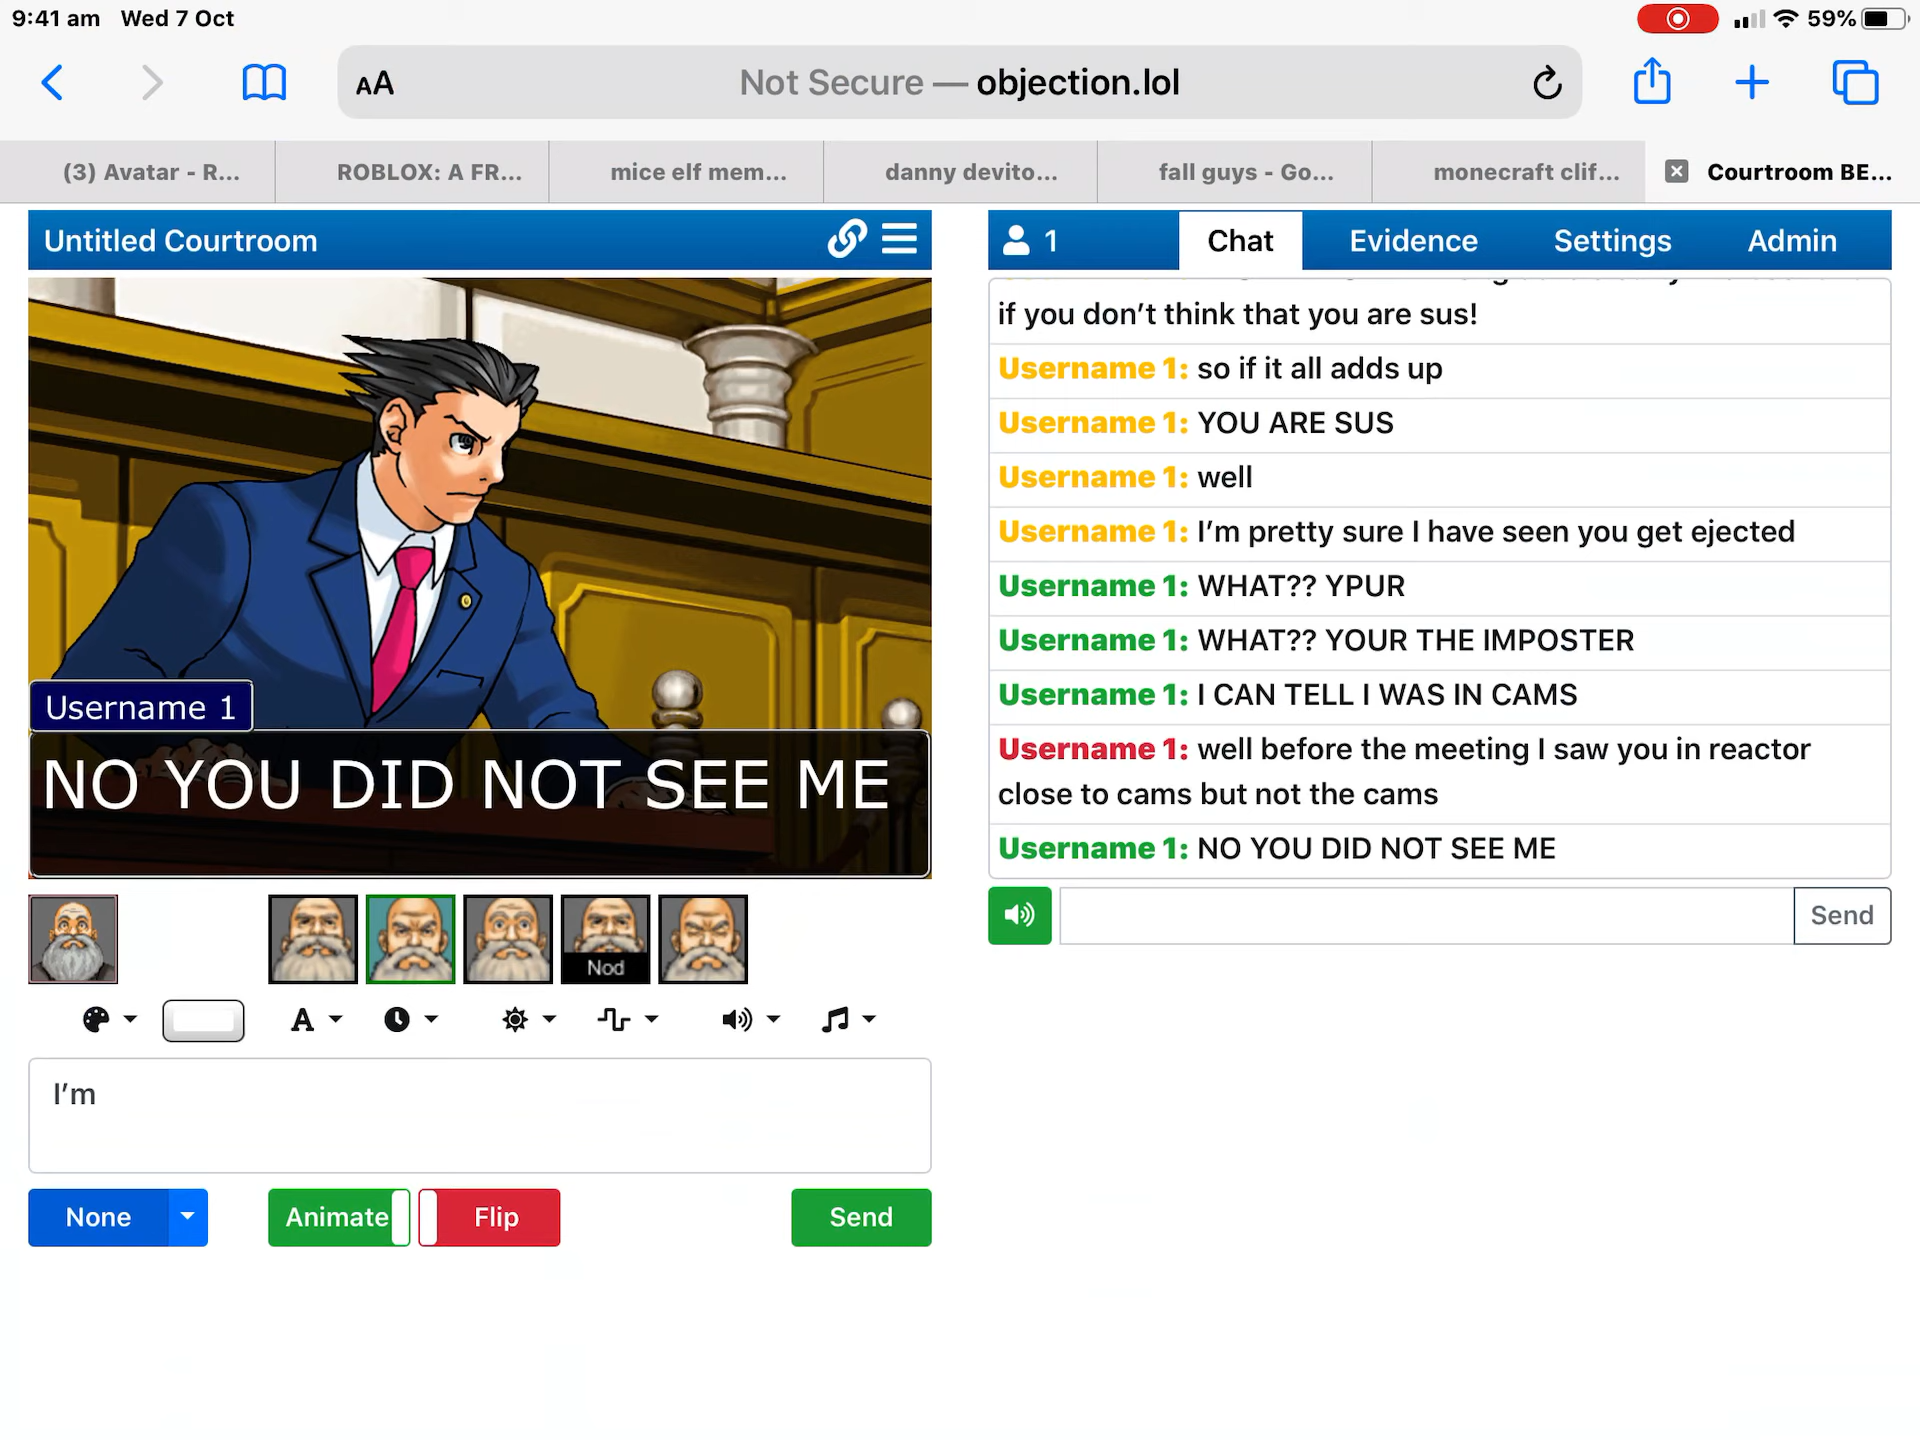 9:41 am Wed 7 Oct
59%
AA Not Secure — objection.lol
(3) Avatar - R... ROBLOX: A FR... mice elf mem... danny devito... fall guys - Go... monecraft clif... Courtroom BE...
Untitled Courtroom
1 Chat Evidence Settings Admin
if you don’t think that you are sus!
Username 1: so if it all adds up
Username 1: YOU ARE SUS
Username 1: well
Username 1: I’m pretty sure I have seen you get ejected
Username 1: WHAT?? YPUR
Username 1: WHAT?? YOUR THE IMPOSTER
Username 1: I CAN TELL I WAS IN CAMS
Username 1: well before the meeting I saw you in reactor
close to cams but not the cams
Username 1: NO YOU DID NOT SEE ME
Send
Username 1
NO YOU DID NOT SEE ME
Nod
A
I’m
None Animate Flip Send